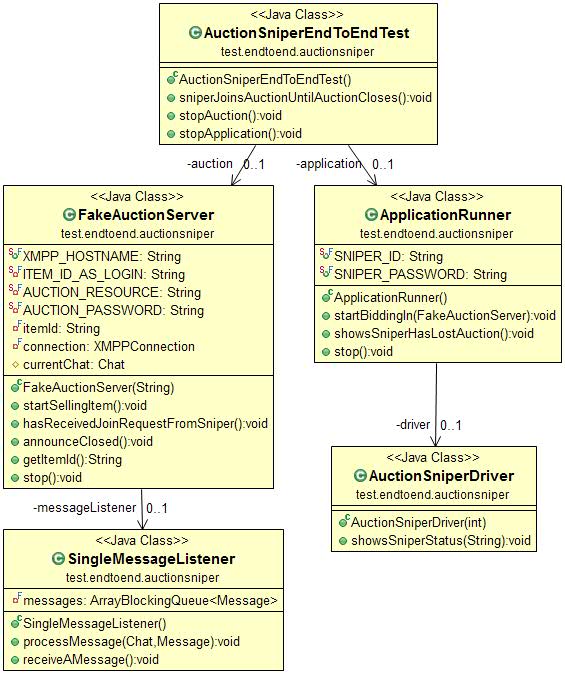 <<Java Class>>
AuctionSniperEndToEndTest
test.endtoend.auctionsniper
AuctionSniperEndToEndTest()
sniperJoinsAuctionUntilAuctionCloses():void
stopAuction():void
stopApplication():void
-auction 0..1
-application 0..1
<<Java Class>>
FakeAuctionServer
test.endtoend.auctionsniper
XMPP_HOSTNAME: String
ITEM_ID_AS_LOGIN: String
AUCTION_RESOURCE: String
AUCTION_PASSWORD: String
itemId: String
connection: XMPPConnection
currentChat: Chat
FakeAuctionServer(String)
startSellingItem():void
hasReceivedJoinRequestFromSniper():void
announceClosed():void
getItemId():String
stop():void
<<Java Class>>
ApplicationRunner
test.endtoend.auctionsniper
SNIPER_ID: String
SNIPER_PASSWORD: String
ApplicationRunner()
startBiddingIn(FakeAuctionServer):void
showsSniperHasLostAuction():void
stop():void
-driver 0..1
<<Java Class>>
AuctionSniperDriver
test.endtoend.auctionsniper
AuctionSniperDriver(int)
showsSniperStatus(String):void
-messageListener 0..1
<<Java Class>>
SingleMessageListener
test.endtoend.auctionsniper
messages: ArrayBlockingQueue<Message>
SingleMessageListener()
processMessage(Chat,Message):void
receiveAMessage():void